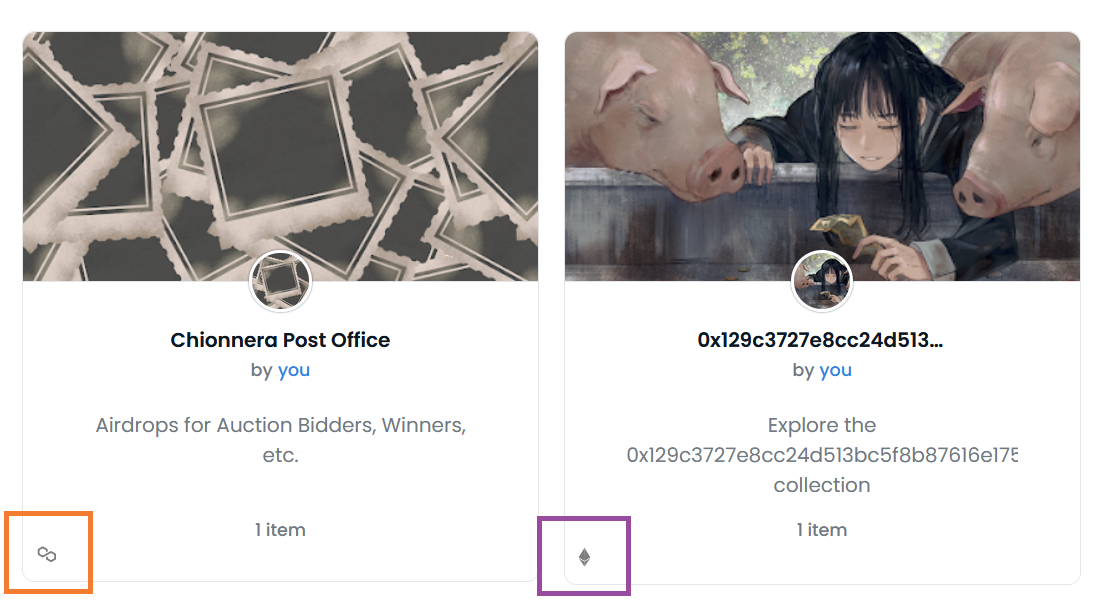 Chionnera Post Office
by you
Airdrops for Auction Bidders, Winners,
etc.
1 item
0x129c3727e8cc24d513...
by you
Explore the
0x129c3727e8cc24d513bc5f8b87616e175
collection
1 item